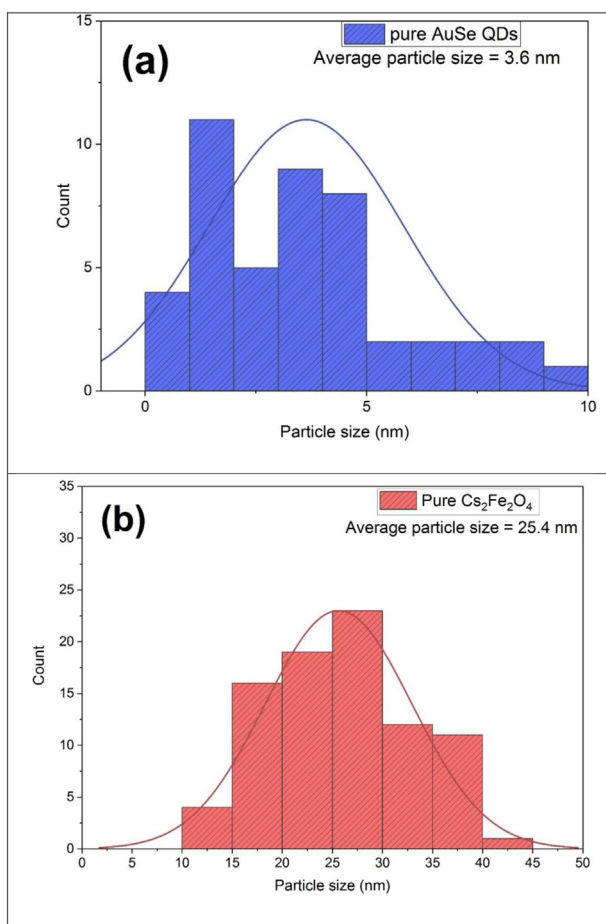 (a)
pure AuSe QDs
Average particle size = 3.6 nm
15
10
5
0
Count
0 5 10
Particle size (nm)
(b)
Pure Cs₂Fe₂O₄
Average particle size = 25.4 nm
35
30
25
20
15
10
5
0
Count
0 5 10 15 20 25 30 35 40 45 50
Particle size (nm)